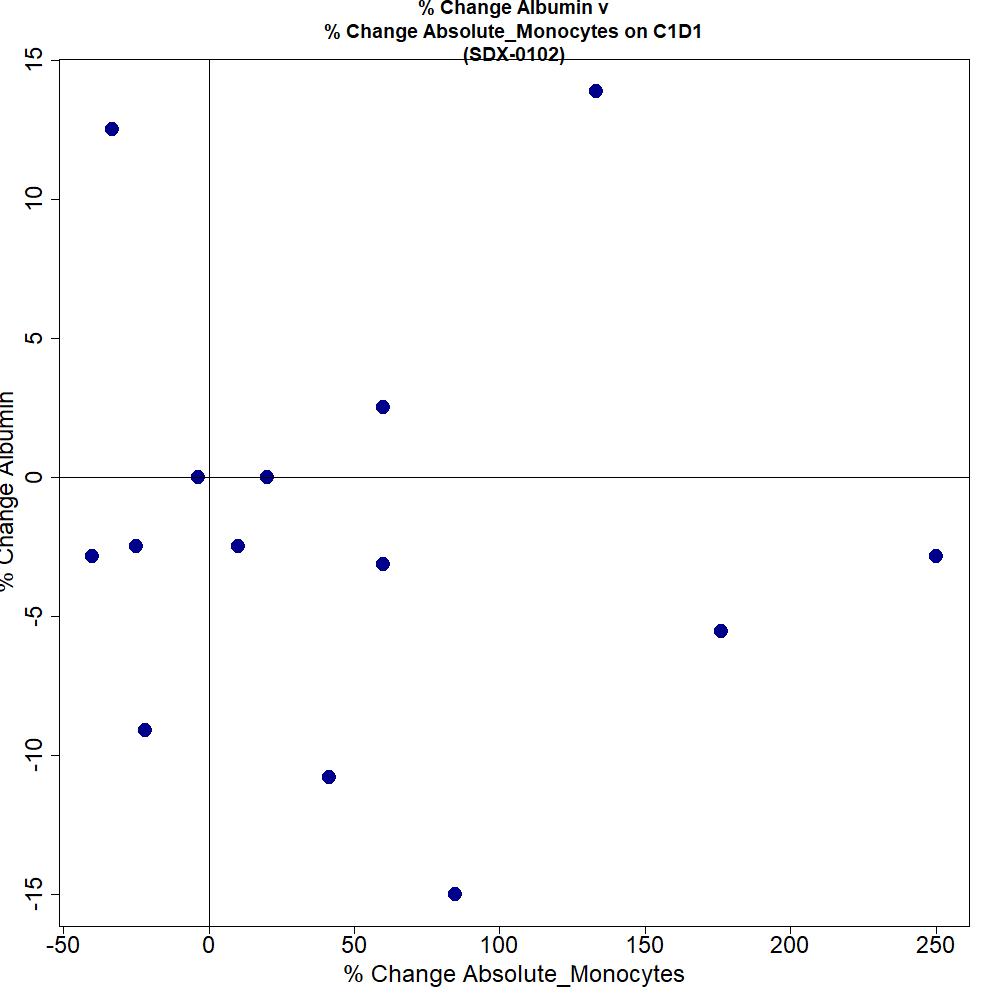 % Change Albumin v
% Change Absolute_Monocytes on C1D1
(SDX-0102)
% Change Albumin
15
10
5
0
-5
-10
-15
-50 0 50 100 150 200 250
% Change Absolute_Monocytes